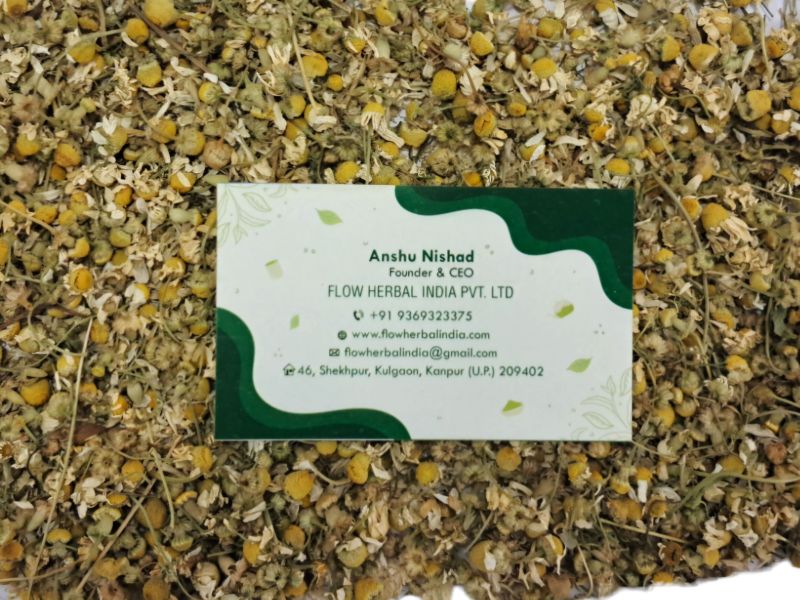 Anshu Nishad
Founder & CEO
FLOW HERBAL INDIA PVT. LTD
+91 9369323375
www.flowherbalindia.com
flowherbalindia@gmail.com
46, Shekhpur, Kulgaon, Kanpur (U.P.) 209402